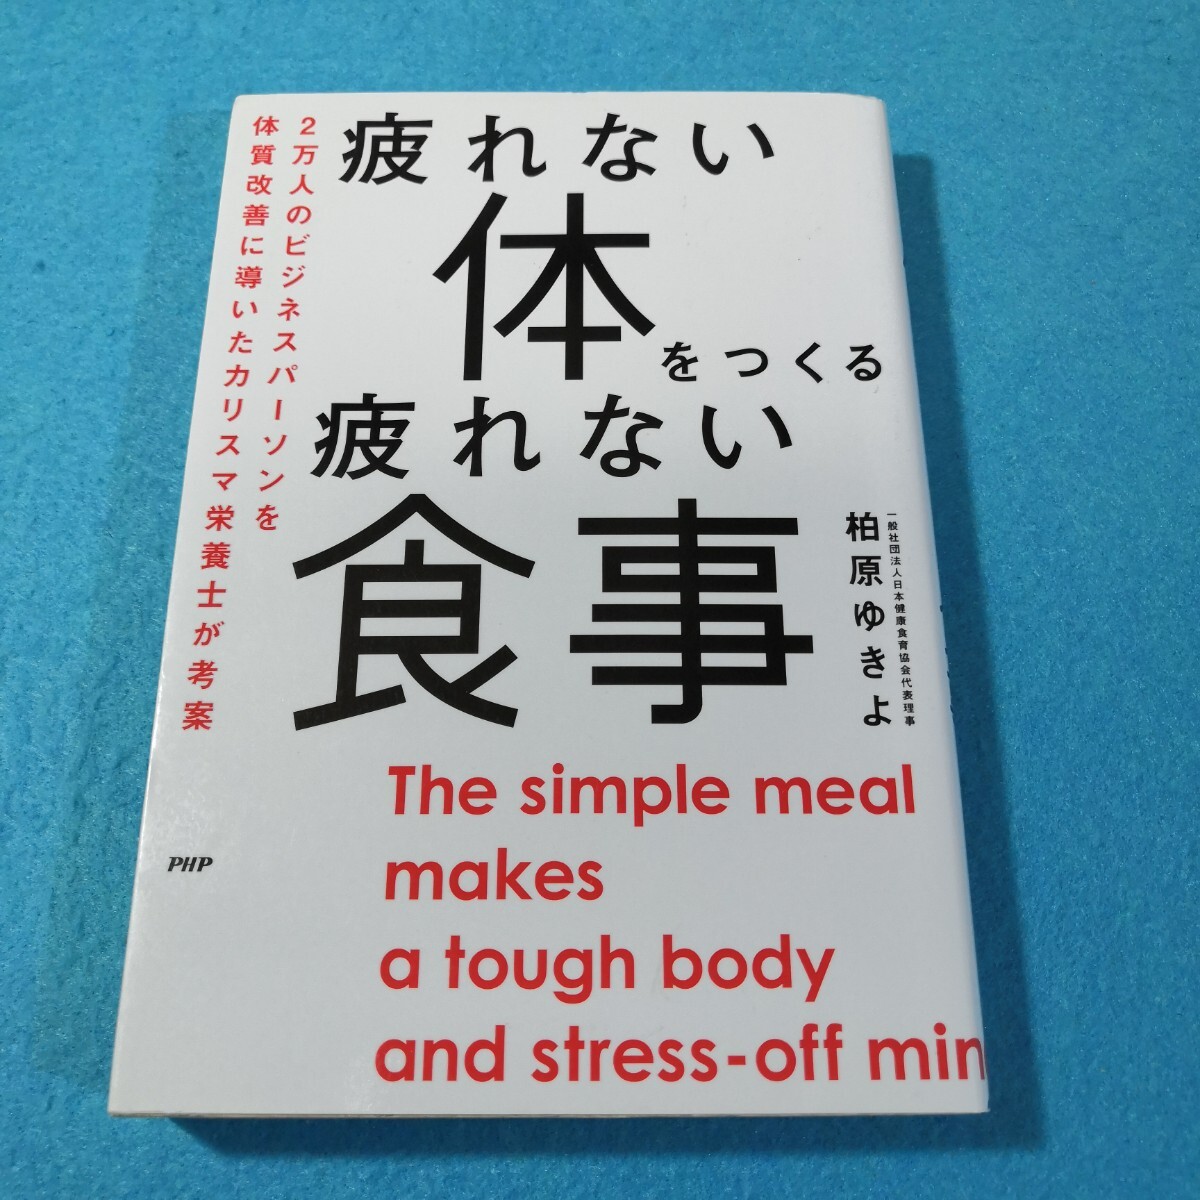 疲れない
体をつくる
疲れない
食事
2万人のビジネスパーソンを
体質改善に導いたカリスマ栄養士が考案
一般社団法人日本健康食育協会代表理事
柏原ゆきよ
The simple meal
makes
a tough body
and stress-off min
PHP